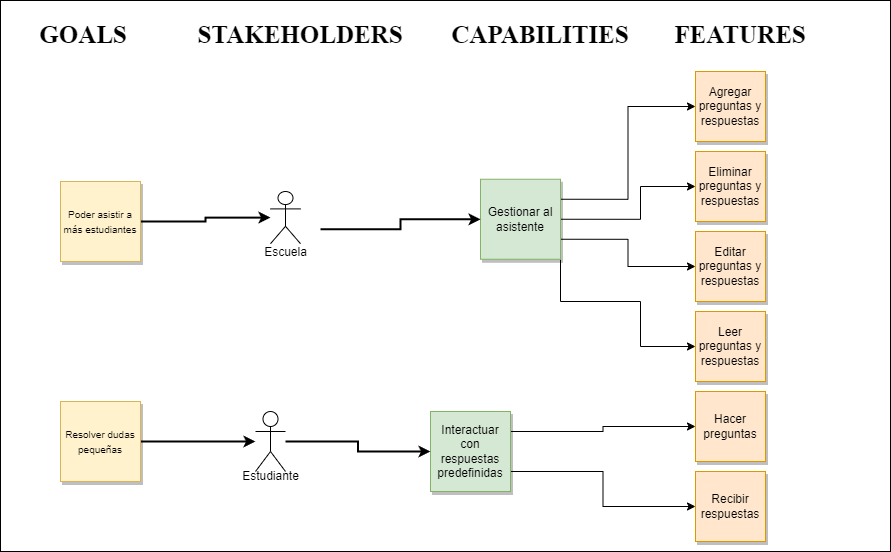 GOALS STAKEHOLDERS CAPABILITIES FEATURES
Poder asistir a
más estudiantes
Escuela
Gestionar al
asistente
Agregar
preguntas y
respuestas
Eliminar
preguntas y
respuestas
Editar
preguntas y
respuestas
Leer
preguntas y
respuestas
Resolver dudas
pequeñas
Estudiante
Interactuar
con
respuestas
predefinidas
Hacer
preguntas
Recibir
respuestas